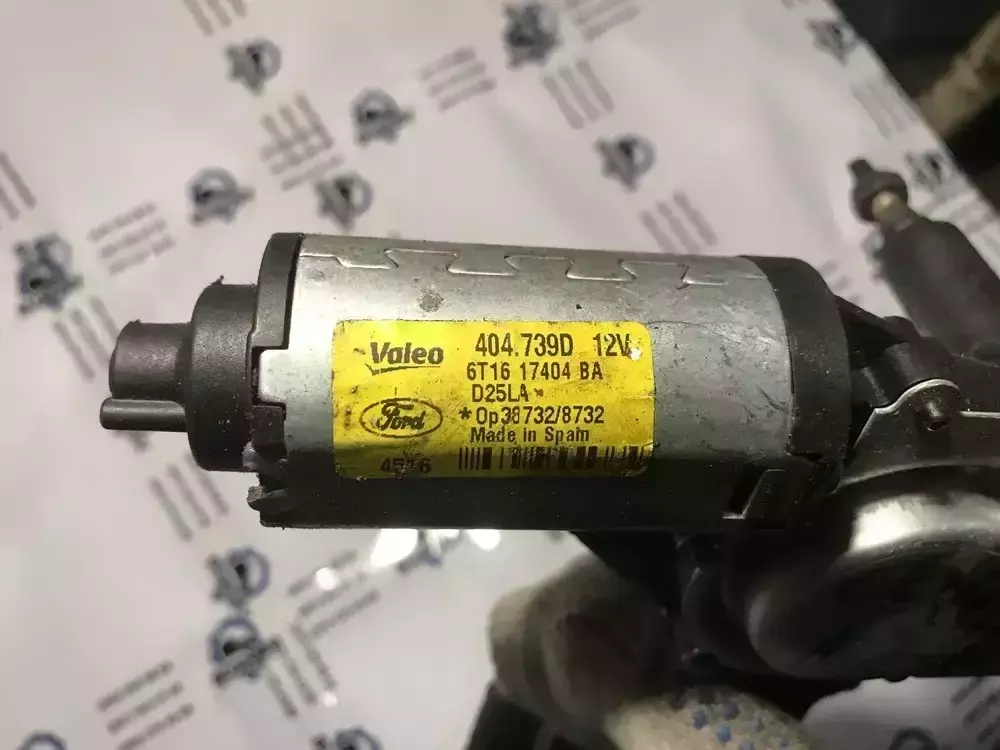 Valeo 404.739D 12V
6T16 17404 BA
D25LA
Ford *Op38732/8732
Made in Spain